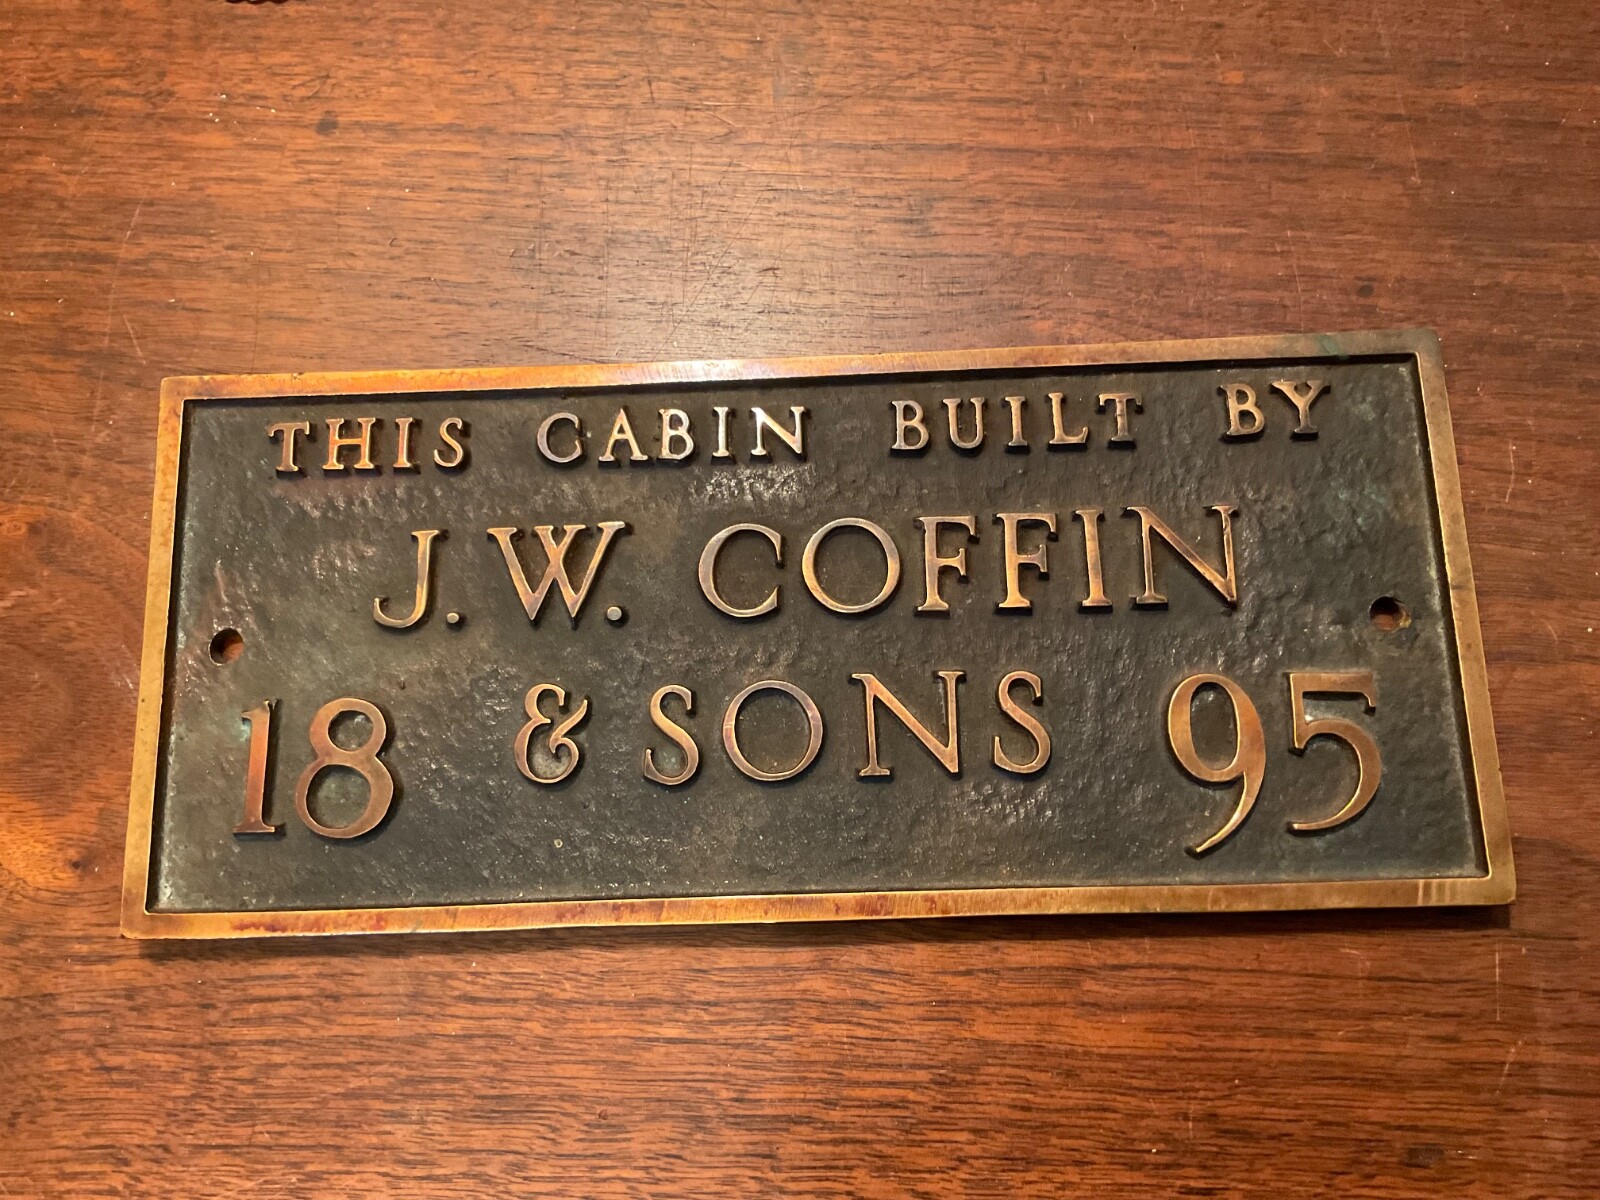 THIS CABIN BUILT BY
J. W. COFFIN
18 & SONS 95